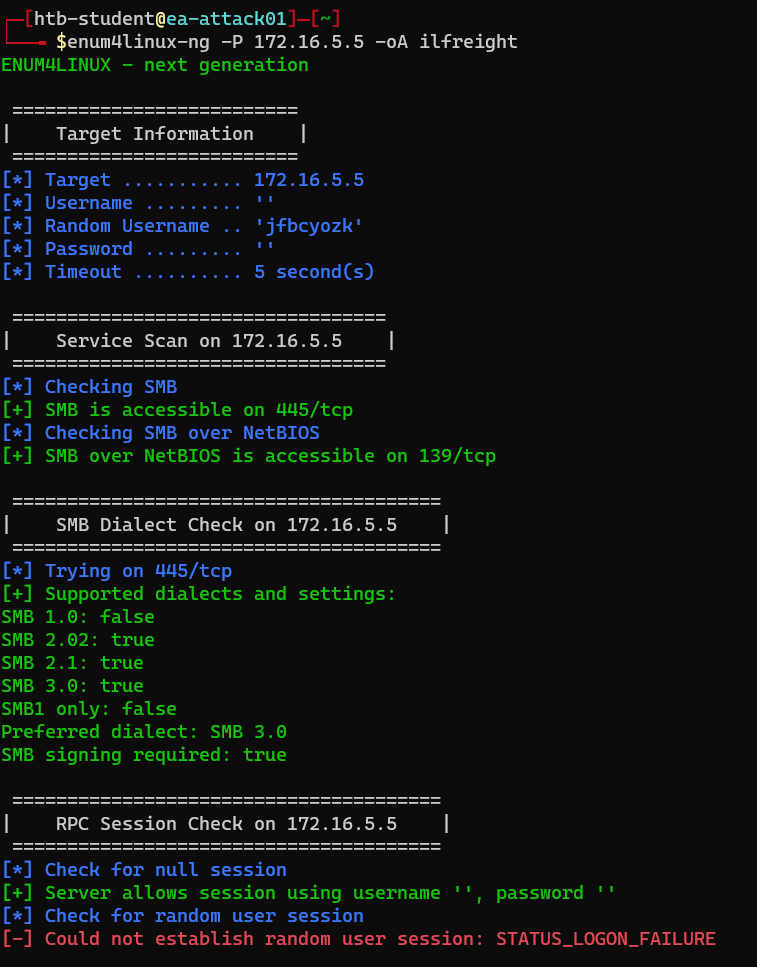 ┌─[htb-student@ea-attack01]─[~]
└──╼ $enum4linux-ng -P 172.16.5.5 -oA ilfreight
ENUM4LINUX - next generation
==========================
|    Target Information    |
==========================
[*] Target ........... 172.16.5.5
[*] Username ......... ''
[*] Random Username .. 'jfbcyozk'
[*] Password ......... ''
[*] Timeout .......... 5 second(s)
==================================
|    Service Scan on 172.16.5.5    |
==================================
[*] Checking SMB
[+] SMB is accessible on 445/tcp
[*] Checking SMB over NetBIOS
[+] SMB over NetBIOS is accessible on 139/tcp
=======================================
|    SMB Dialect Check on 172.16.5.5    |
=======================================
[*] Trying on 445/tcp
[+] Supported dialects and settings:
SMB 1.0: false
SMB 2.02: true
SMB 2.1: true
SMB 3.0: true
SMB1 only: false
Preferred dialect: SMB 3.0
SMB signing required: true
=======================================
|    RPC Session Check on 172.16.5.5    |
=======================================
[*] Check for null session
[+] Server allows session using username '', password ''
[*] Check for random user session
[-] Could not establish random user session: STATUS_LOGON_FAILURE